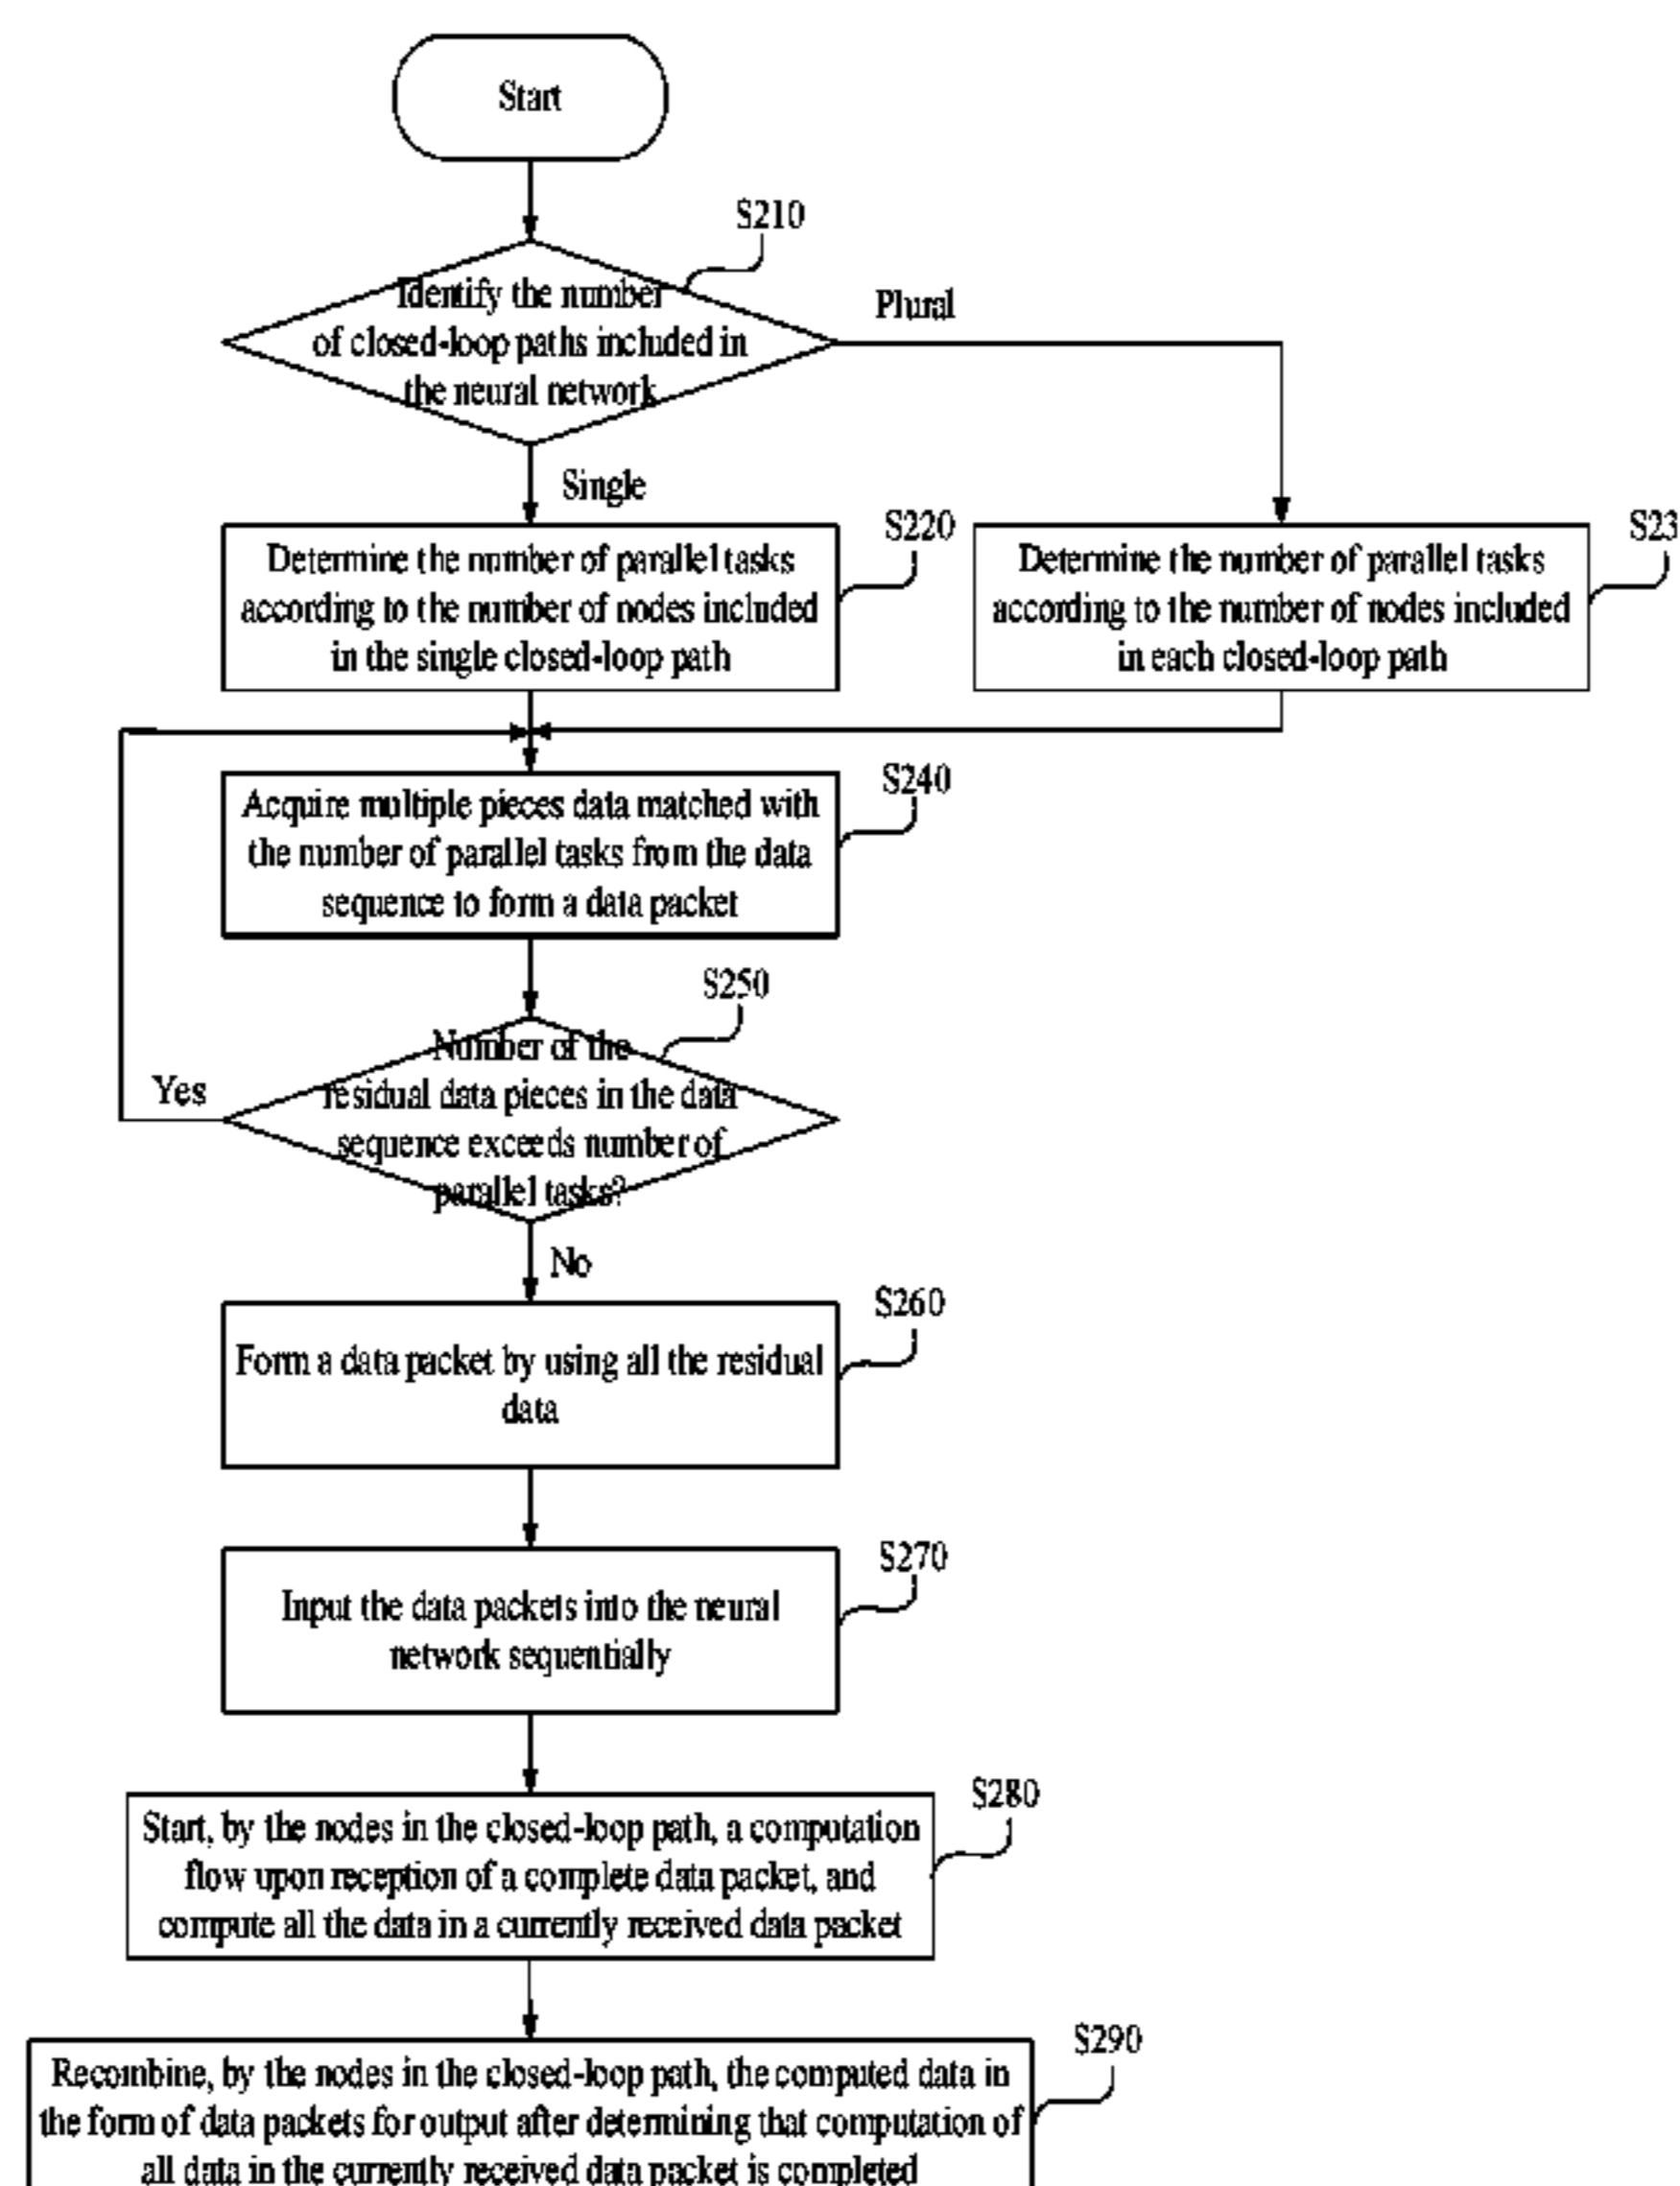 Start
S210
Identify the number
of closed-loop paths included in
the neural network
Plural
Single
S220
S23
Determine the number of parallel tasks
according to the number of nodes included
in the single closed-loop path
Determine the number of parallel tasks
according to the number of nodes included
in each closed-loop path
S240
Acquire multiple pieces data matched with
the number of parallel tasks from the data
sequence to form a data packet
S250
Number of the
residual data pieces in the data
sequence exceeds number of
parallel tasks?
Yes
No
S260
Form a data packet by using all the residual
data
S270
Input the data packets into the neural
network sequentially
S280
Start, by the nodes in the closed-loop path, a computation
flow upon reception of a complete data packet, and
compute all the data in a currently received data packet
S290
Recombine, by the nodes in the closed-loop path, the computed data in
the form of data packets for output after determining that computation of
all data in the currently received data packet is completed